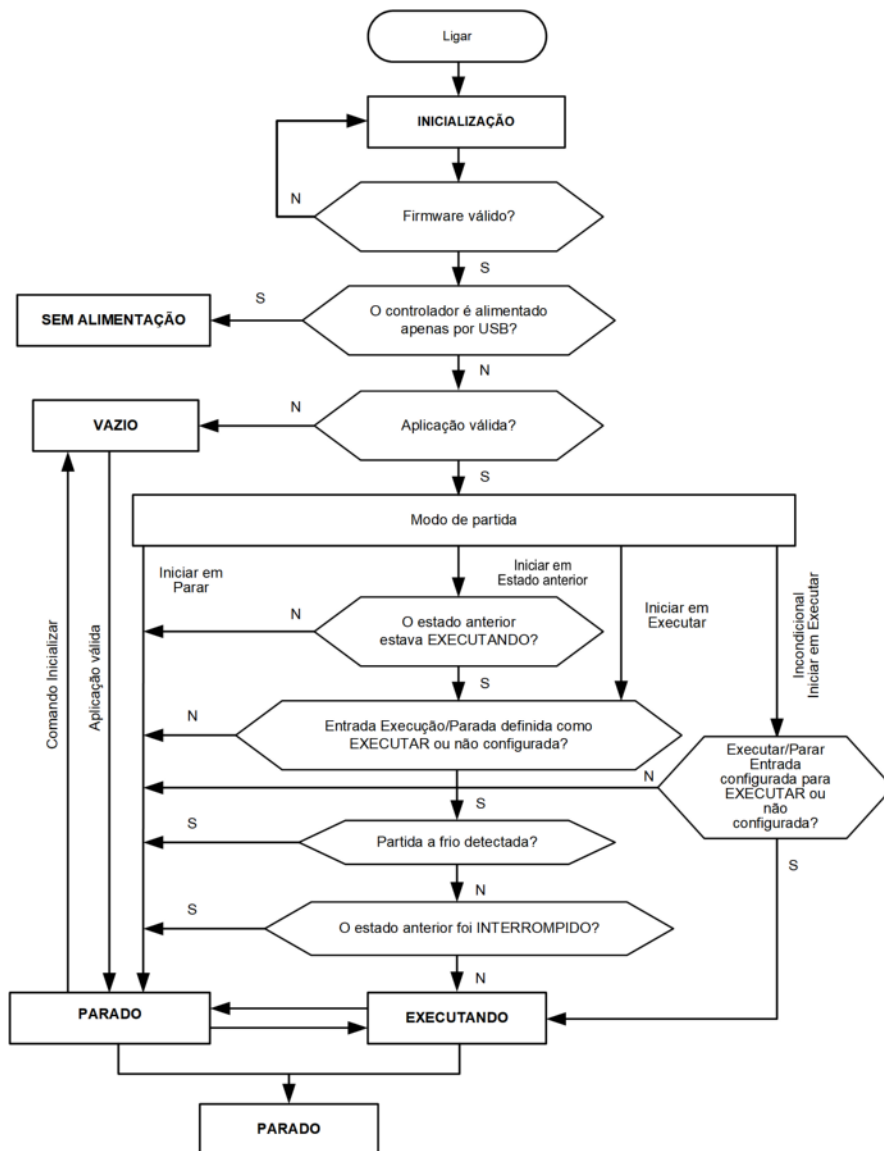 Ligar
INICIALIZAÇÃO
N
Firmware válido?
S
S
O controlador é alimentado
apenas por USB?
SEM ALIMENTAÇÃO
N
N
Aplicação válida?
VAZIO
S
Modo de partida
Iniciar em
Parar
Iniciar em
Estado anterior
Iniciar em
Executar
Incondicional
Iniciar em Executar
Comando Inicializar
Aplicação válida
N
O estado anterior
estava EXECUTANDO?
S
N
Entrada Execução/Parada definida como
EXECUTAR ou não configurada?
Executar/Parar
Entrada
configurada para
EXECUTAR ou
não
configurada?
N
S
S
Partida a frio detectada?
S
N
S
O estado anterior foi INTERROMPIDO?
N
PARADO
EXECUTANDO
PARADO